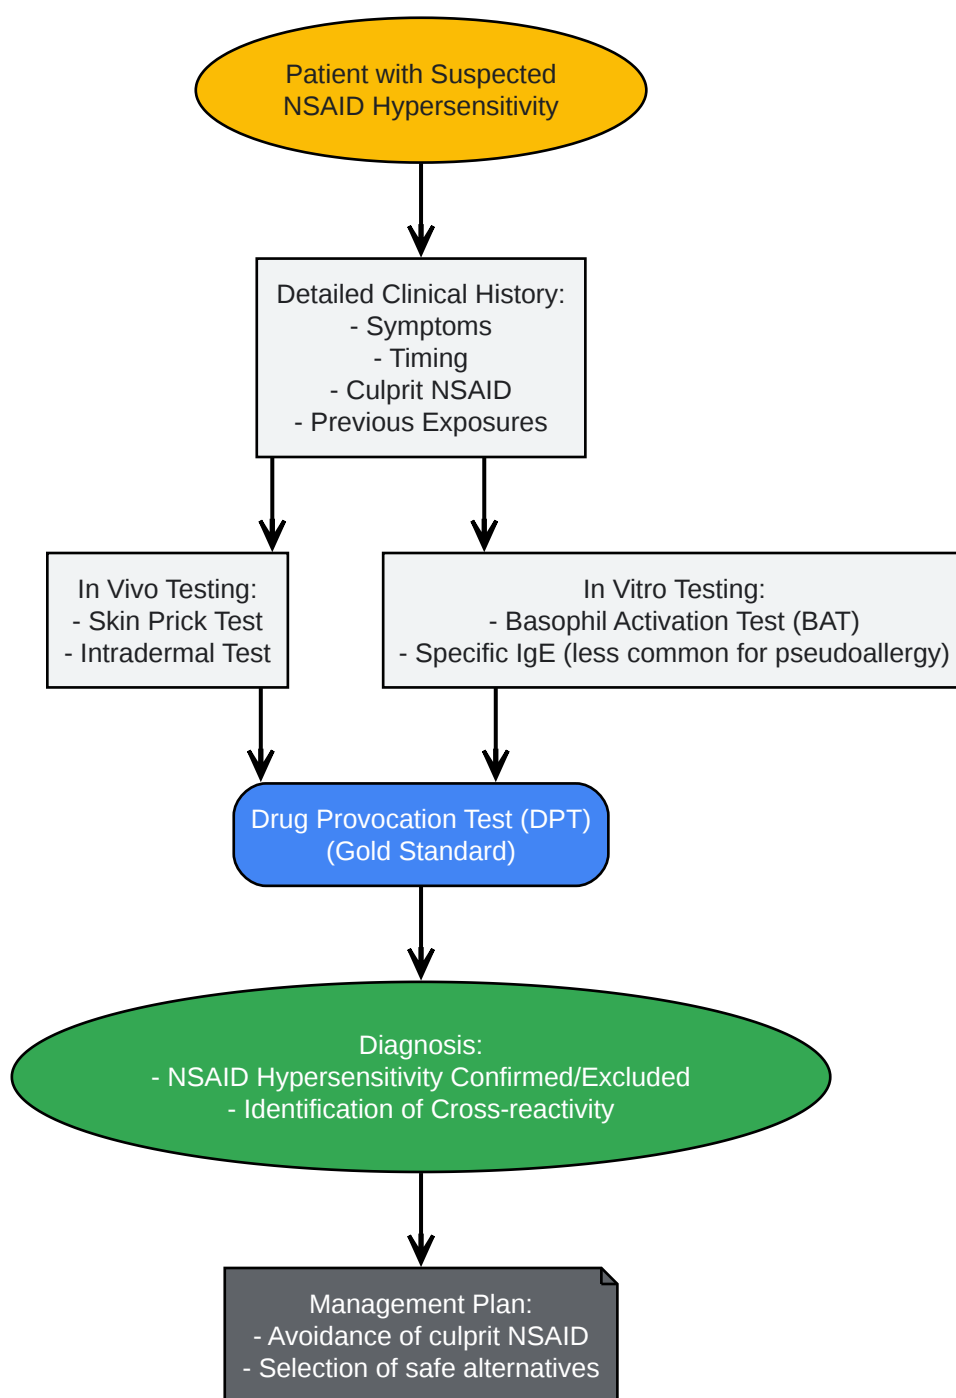 Patient with Suspected
NSAID Hypersensitivity
Detailed Clinical History:
- Symptoms
- Timing
- Culprit NSAID
- Previous Exposures
In Vivo Testing:
- Skin Prick Test
- Intradermal Test
In Vitro Testing:
- Basophil Activation Test (BAT)
- Specific IgE (less common for pseudoallergy)
Drug Provocation Test (DPT)
(Gold Standard)
Diagnosis:
- NSAID Hypersensitivity Confirmed/Excluded
- Identification of Cross-reactivity
Management Plan:
- Avoidance of culprit NSAID
- Selection of safe alternatives